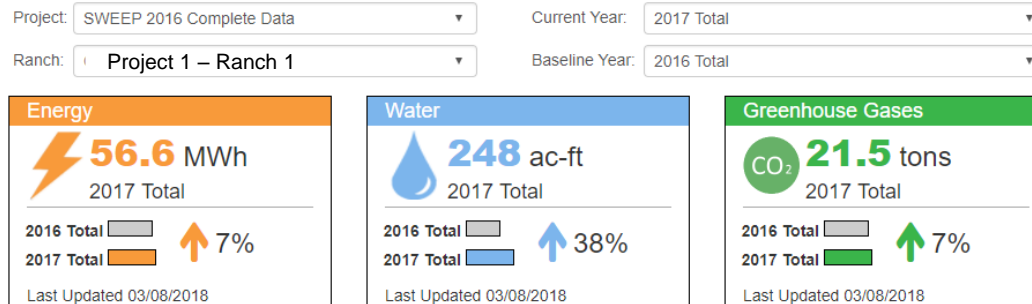 Project: SWEEP 2016 Complete Data
Current Year: 2017 Total
Ranch: Project 1 – Ranch 1
Baseline Year: 2016 Total
Energy
56.6 MWh
2017 Total
2016 Total
2017 Total
7%
Last Updated 03/08/2018
Water
248 ac-ft
2017 Total
2016 Total
2017 Total
38%
Last Updated 03/08/2018
Greenhouse Gases
CO₂
21.5 tons
2017 Total
2016 Total
2017 Total
7%
Last Updated 03/08/2018